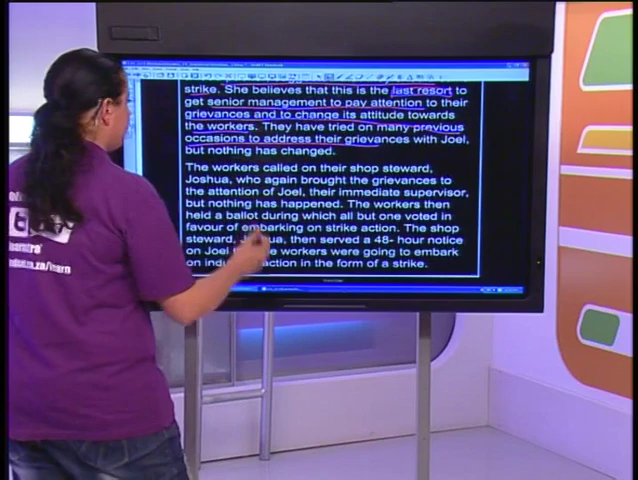 strike. She believes that this is the last resort to
get senior management to pay attention to their
grievances and to change its attitude towards
the workers. They have tried on many previous
occasions to address their grievances with Joel,
but nothing has changed.
The workers called on their shop steward,
Joshua, who again brought the grievances to
the attention of Joel, their immediate supervisor,
but nothing has happened. The workers then
held a ballot during which all but one voted in
favour of embarking on strike action. The shop
steward, Joshua, then served a 48- hour notice
on Joel workers were going to embark
on action in the form of a strike.